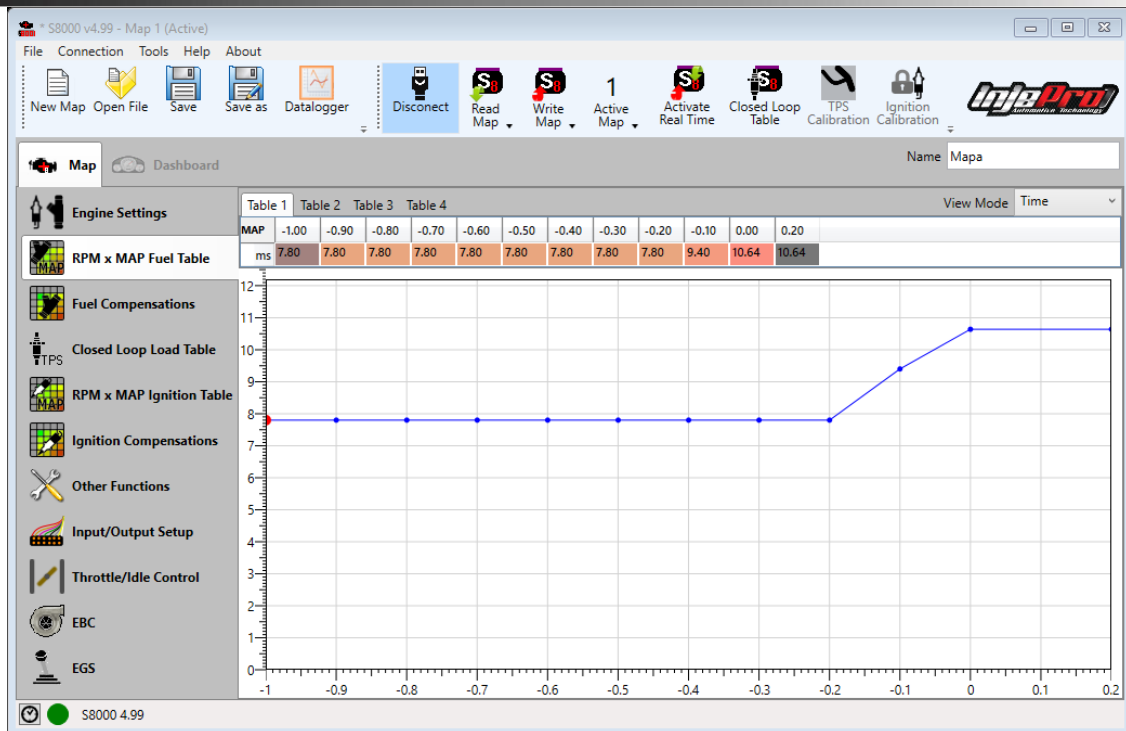 * S8000 v4.99 - Map 1 (Active)
File Connection Tools Help About
New Map Open File Save Save as Datalogger Disconect Read Map Write Map 1 Active Map Activate Real Time Closed Loop Table TPS Calibration Ignition Calibration InjePro Automotive Technology
Map Dashboard Name Mapa
Engine Settings
RPM x MAP Fuel Table
Fuel Compensations
TPS Closed Loop Load Table
RPM x MAP Ignition Table
Ignition Compensations
Other Functions
Input/Output Setup
Throttle/Idle Control
EBC
EGS
Table 1 Table 2 Table 3 Table 4 View Mode Time
MAP -1.00 -0.90 -0.80 -0.70 -0.60 -0.50 -0.40 -0.30 -0.20 -0.10 0.00 0.20
ms 7.80 7.80 7.80 7.80 7.80 7.80 7.80 7.80 7.80 9.40 10.64 10.64
12
11
10
9
8
7
6
5
4
3
2
1
0
-1 -0.9 -0.8 -0.7 -0.6 -0.5 -0.4 -0.3 -0.2 -0.1 0 0.1 0.2
S8000 4.99